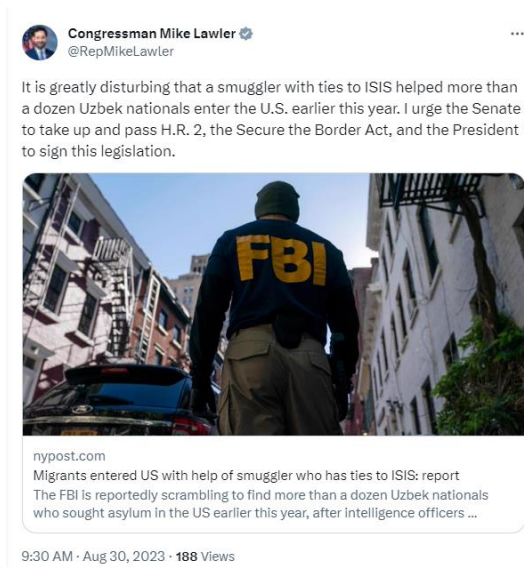 Congressman Mike Lawler
@RepMikeLawler
It is greatly disturbing that a smuggler with ties to ISIS helped more than
a dozen Uzbek nationals enter the U.S. earlier this year. I urge the Senate
to take up and pass H.R. 2, the Secure the Border Act, and the President
to sign this legislation.
FBI
nypost.com
Migrants entered US with help of smuggler who has ties to ISIS: report
The FBI is reportedly scrambling to find more than a dozen Uzbek nationals
who sought asylum in the US earlier this year, after intelligence officers ...
9:30 AM · Aug 30, 2023 · 188 Views